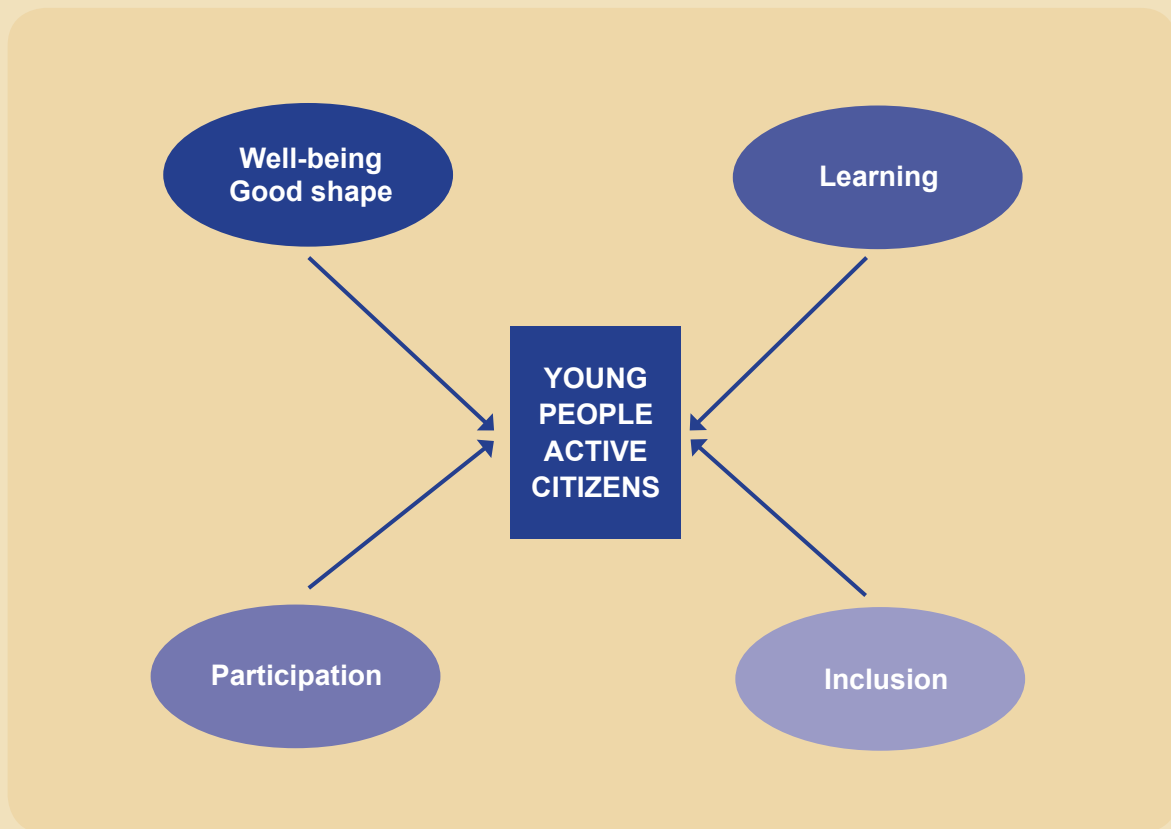 Well-being
Good shape
Learning
YOUNG
PEOPLE
ACTIVE
CITIZENS
Participation
Inclusion